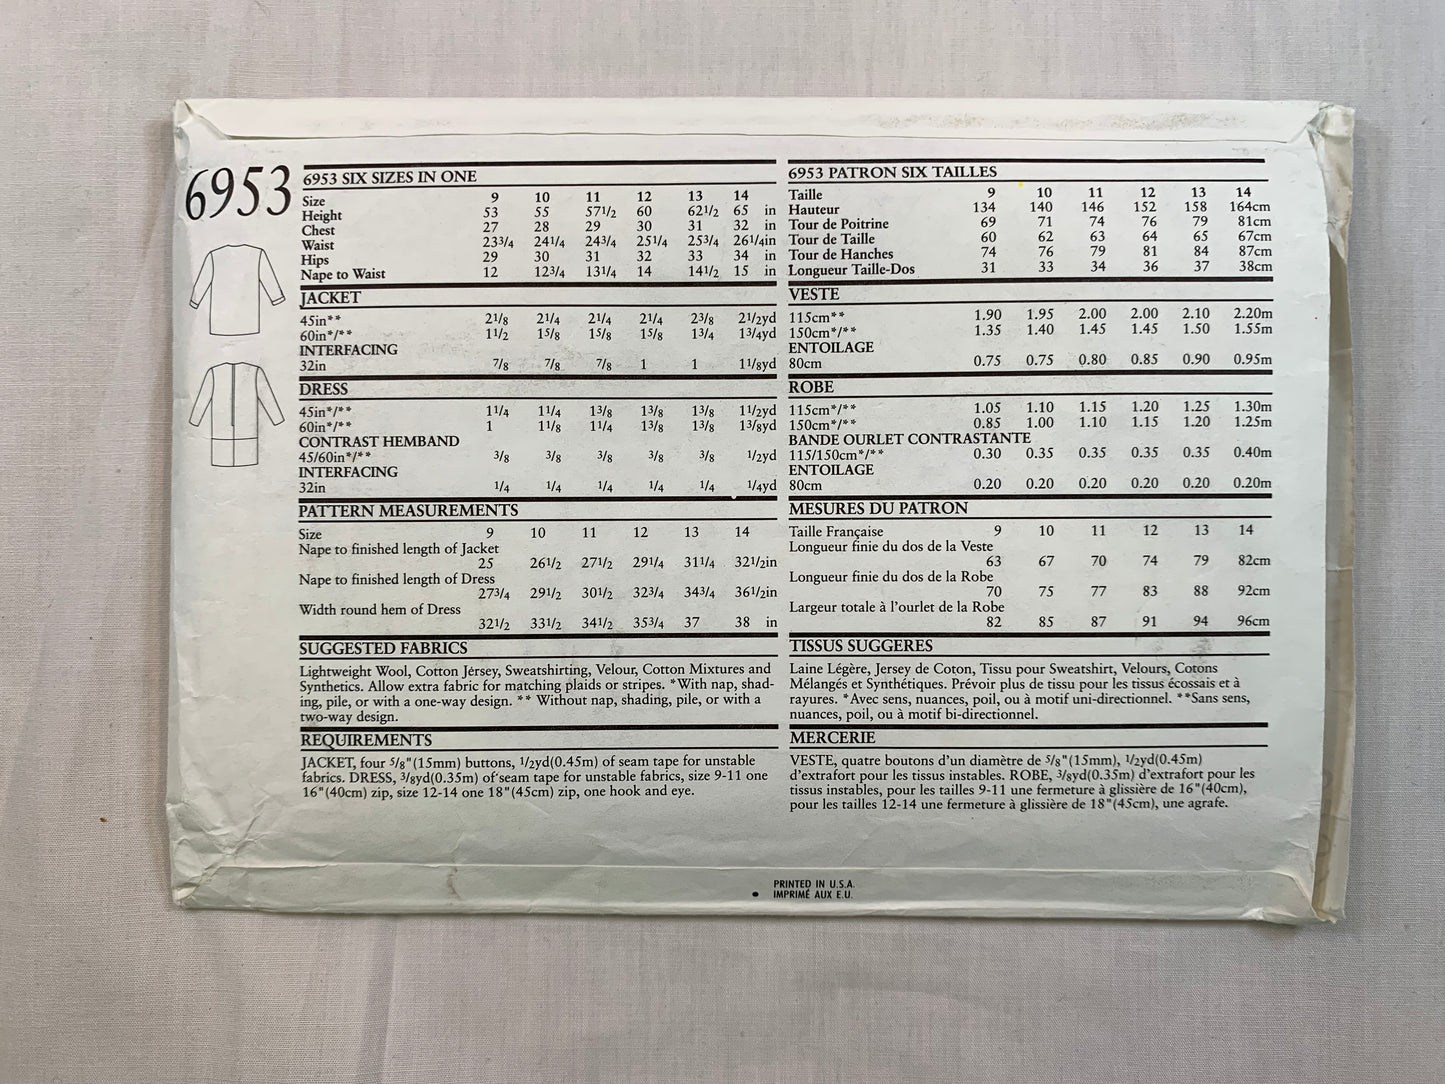 6953
6953 SIX SIZES IN ONE
Size 9 10 11 12 13 14
Height 53 55 571/2 60 621/2 65 in
Chest 27 28 29 30 31 32 in
Waist 233/4 241/4 243/4 251/4 253/4 261/4in
Hips 29 30 31 32 33 34 in
Nape to Waist 12 123/4 131/4 14 141/2 15 in
JACKET
45in** 21/8 21/4 21/4 21/4 23/8 21/2yd
60in*/** 11/2 15/8 15/8 15/8 13/4 13/4yd
INTERFACING
32in 7/8 7/8 7/8 1 1 11/8yd
DRESS
45in*/** 11/4 11/4 13/8 13/8 13/8 11/2yd
60in*/** 1 11/8 11/4 13/8 13/8 13/8yd
CONTRAST HEMBAND
45/60in*/** 3/8 3/8 3/8 3/8 3/8 1/2yd
INTERFACING
32in 1/4 1/4 1/4 1/4 1/4 1/4yd
PATTERN MEASUREMENTS
Size 9 10 11 12 13 14
Nape to finished length of Jacket
25 261/2 271/2 291/4 311/4 321/2in
Nape to finished length of Dress
273/4 291/2 301/2 323/4 343/4 361/2in
Width round hem of Dress
321/2 331/2 341/2 353/4 37 38 in
SUGGESTED FABRICS
Lightweight Wool, Cotton Jersey, Sweatshirting, Velour, Cotton Mixtures and
Synthetics. Allow extra fabric for matching plaids or stripes. *With nap, shad-
ing, pile, or with a one-way design. ** Without nap, shading, pile, or with a
two-way design.
REQUIREMENTS
JACKET, four 5/8"(15mm) buttons, 1/2yd(0.45m) of seam tape for unstable
fabrics. DRESS, 3/8yd(0.35m) of seam tape for unstable fabrics, size 9-11 one
16"(40cm) zip, size 12-14 one 18"(45cm) zip, one hook and eye.
6953 PATRON SIX TAILLES
Taille 9 10 11 12 13 14
Hauteur 134 140 146 152 158 164cm
Tour de Poitrine 69 71 74 76 79 81cm
Tour de Taille 60 62 63 64 65 67cm
Tour de Hanches 74 76 79 81 84 87cm
Longueur Taille-Dos 31 33 34 36 37 38cm
VESTE
115cm** 1.90 1.95 2.00 2.00 2.10 2.20m
150cm*/** 1.35 1.40 1.45 1.45 1.50 1.55m
ENTOILAGE
80cm 0.75 0.75 0.80 0.85 0.90 0.95m
ROBE
115cm*/** 1.05 1.10 1.15 1.20 1.25 1.30m
150cm*/** 0.85 1.00 1.10 1.15 1.20 1.25m
BANDE OURLET CONTRASTANTE
115/150cm*/** 0.30 0.35 0.35 0.35 0.35 0.40m
ENTOILAGE
80cm 0.20 0.20 0.20 0.20 0.20 0.20m
MESURES DU PATRON
Taille Française 9 10 11 12 13 14
Longueur finie du dos de la Veste
63 67 70 74 79 82cm
Longueur finie du dos de la Robe
70 75 77 83 88 92cm
Largeur totale à l'ourlet de la Robe
82 85 87 91 94 96cm
TISSUS SUGGERES
Laine Légère, Jersey de Coton, Tissu pour Sweatshirt, Velours, Cotons
Mélangés et Synthétiques. Prévoir plus de tissu pour les tissus écossais et à
rayures. *Avec sens, nuances, poil, ou à motif uni-directionnel. **Sans sens,
nuances, poil, ou à motif bi-directionnel.
MERCERIE
VESTE, quatre boutons d'un diamètre de 5/8"(15mm), 1/2yd(0.45m)
d'extrafort pour les tissus instables. ROBE, 3/8yd(0.35m) d'extrafort pour les
tissus instables, pour les tailles 9-11 une fermeture à glissière de 16"(40cm),
pour les tailles 12-14 une fermeture à glissière de 18"(45cm), une agrafe.
PRINTED IN U.S.A.
• IMPRIMÉ AUX E.U.